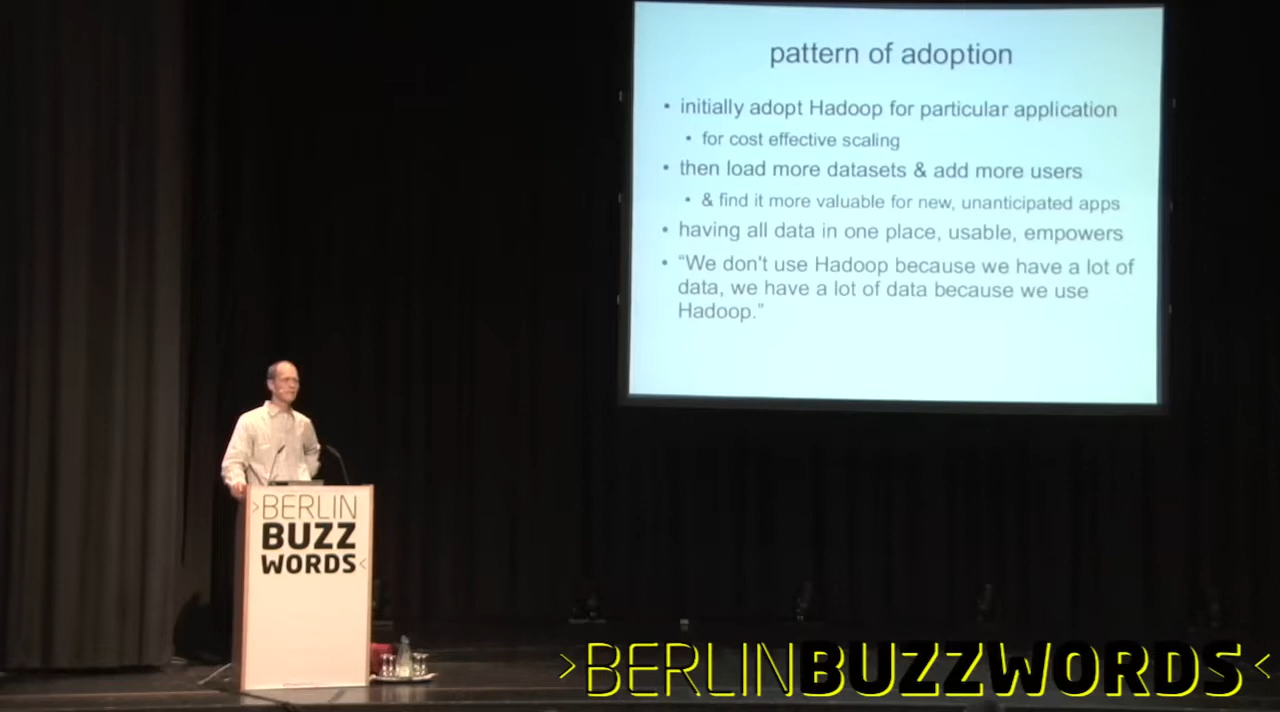 pattern of adoption
• initially adopt Hadoop for particular application
• for cost effective scaling
• then load more datasets & add more users
• & find it more valuable for new, unanticipated apps
• having all data in one place, usable, empowers
• “We don't use Hadoop because we have a lot of
data, we have a lot of data because we use
Hadoop.”
>BERLIN
BUZZ
WORDS<
>BERLINBUZZWORDS<